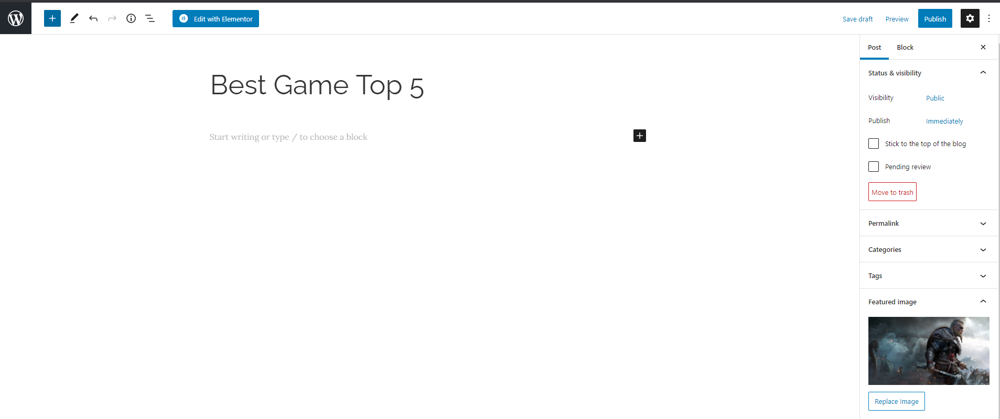 Edit with Elementor
Save draft
Preview
Publish
Best Game Top 5
Start writing or type / to choose a block
Post
Block
Status & visibility
Visibility
Public
Publish
Immediately
Stick to the top of the blog
Pending review
Move to trash
Permalink
Categories
Tags
Featured image
Replace Image